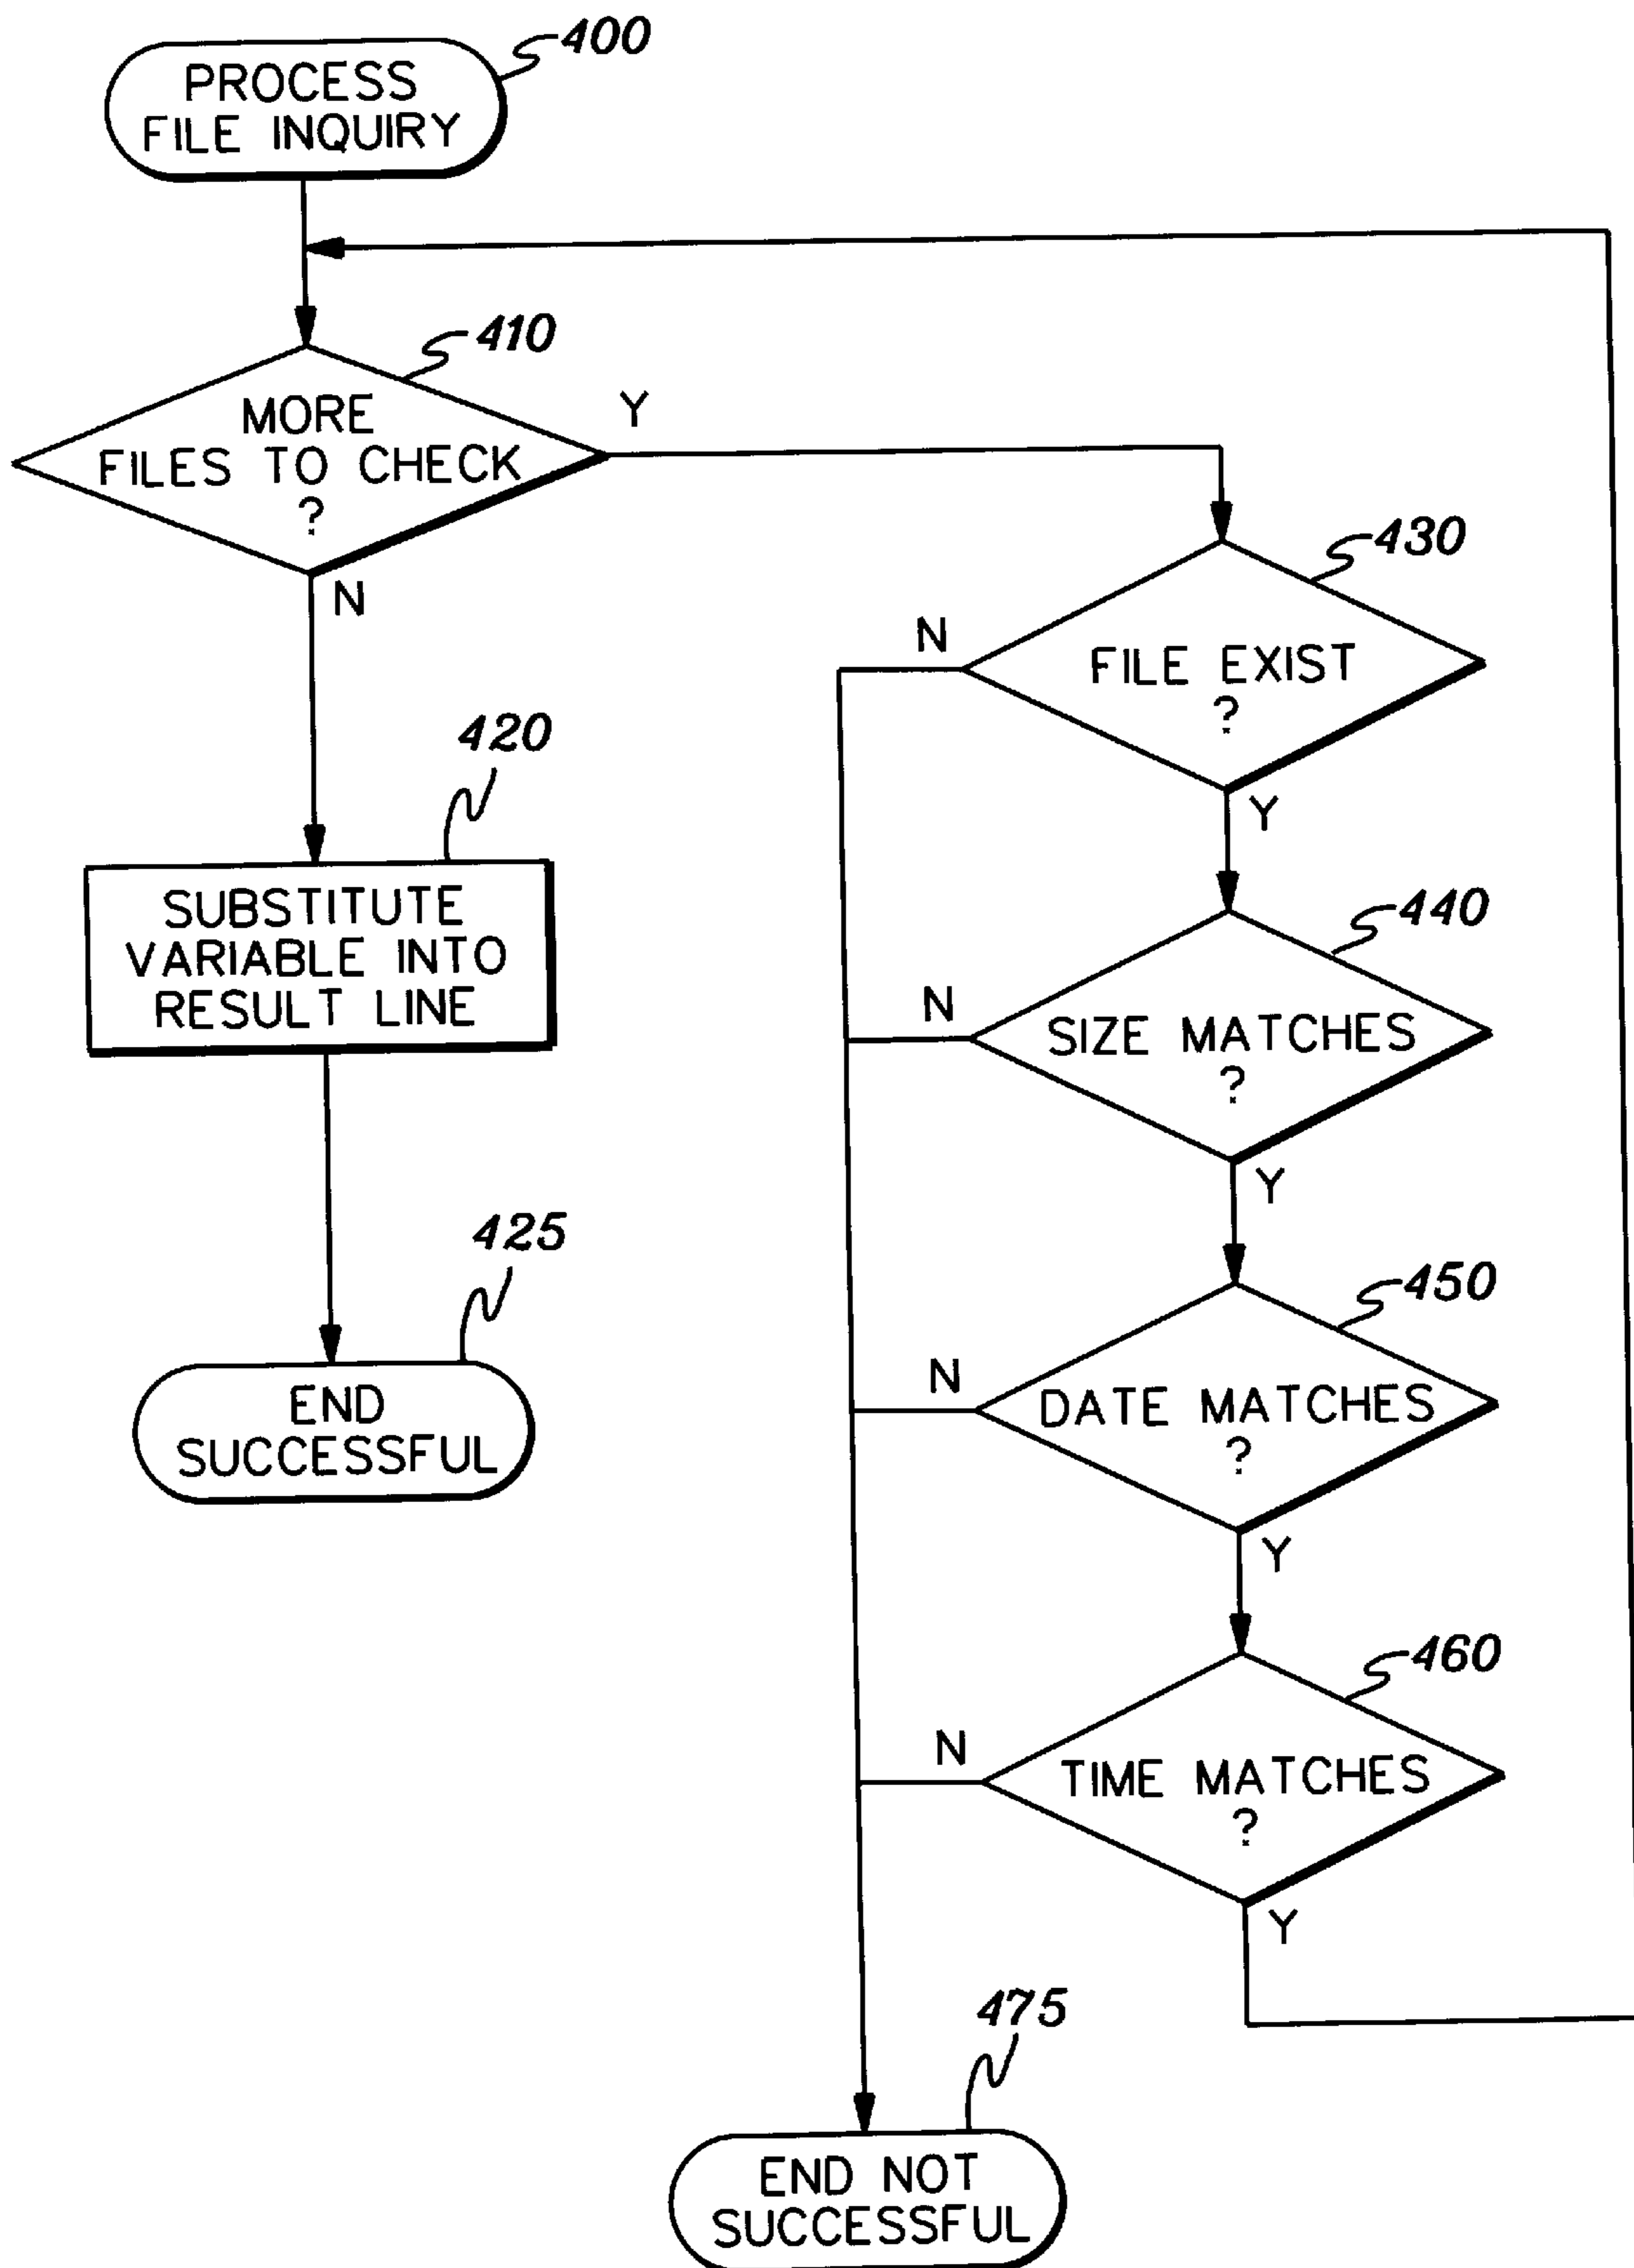 400
PROCESS
FILE INQUIRY
410
MORE
FILES TO CHECK
?
Y
N
430
FILE EXIST
?
N
Y
420
SUBSTITUTE
VARIABLE INTO
RESULT LINE
440
SIZE MATCHES
?
N
Y
425
END
SUCCESSFUL
450
DATE MATCHES
?
N
Y
460
TIME MATCHES
?
N
Y
475
END NOT
SUCCESSFUL